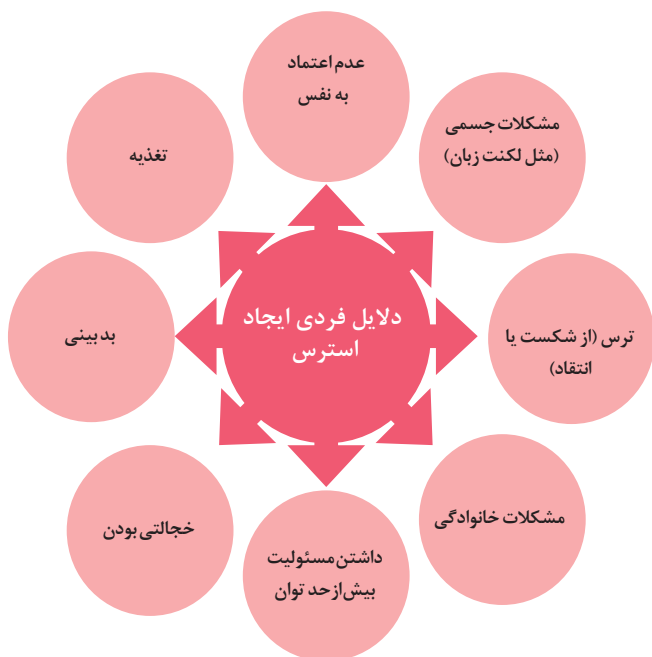 عدم اعتماد
به نفس
مشکلات جسمی
(مثل لکنت زبان)
ترس (از شکست یا
انتقاد)
مشکلات خانوادگی
داشتن مسئولیت
بیش از حد توان
خجالتی بودن
بدبینی
تغذیه
دلایل فردی ایجاد
استرس